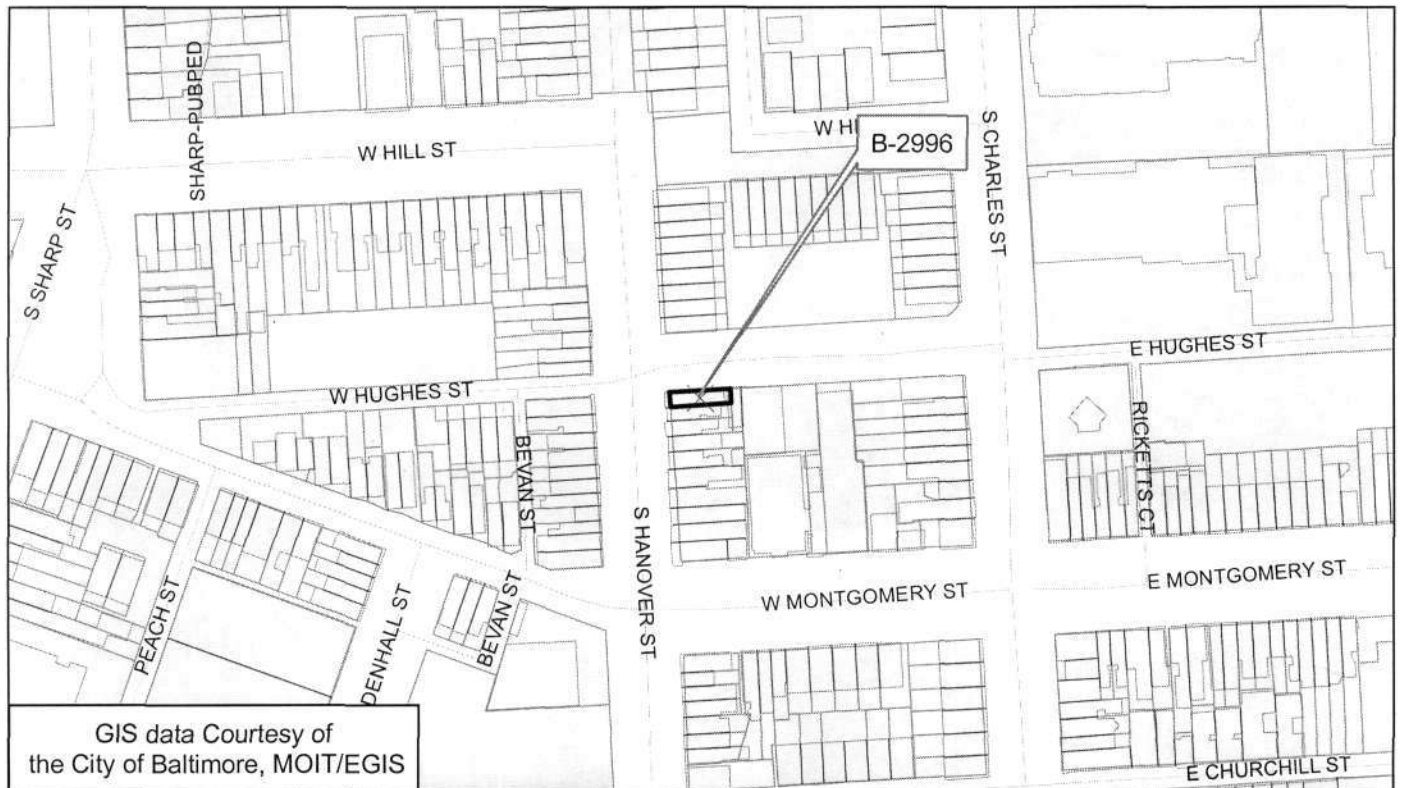 SHARP-PUBPED
W HILL ST
W HI
B-2996
S CHARLES ST
S SHARP ST
E HUGHES ST
W HUGHES ST
BEVAN ST
RICKETTS CT
S HANOVER ST
E MONTGOMERY ST
W MONTGOMERY ST
PEACH ST
DENHALL ST
BEVAN ST
GIS data Courtesy of
the City of Baltimore, MOIT/EGIS
E CHURCHILL ST